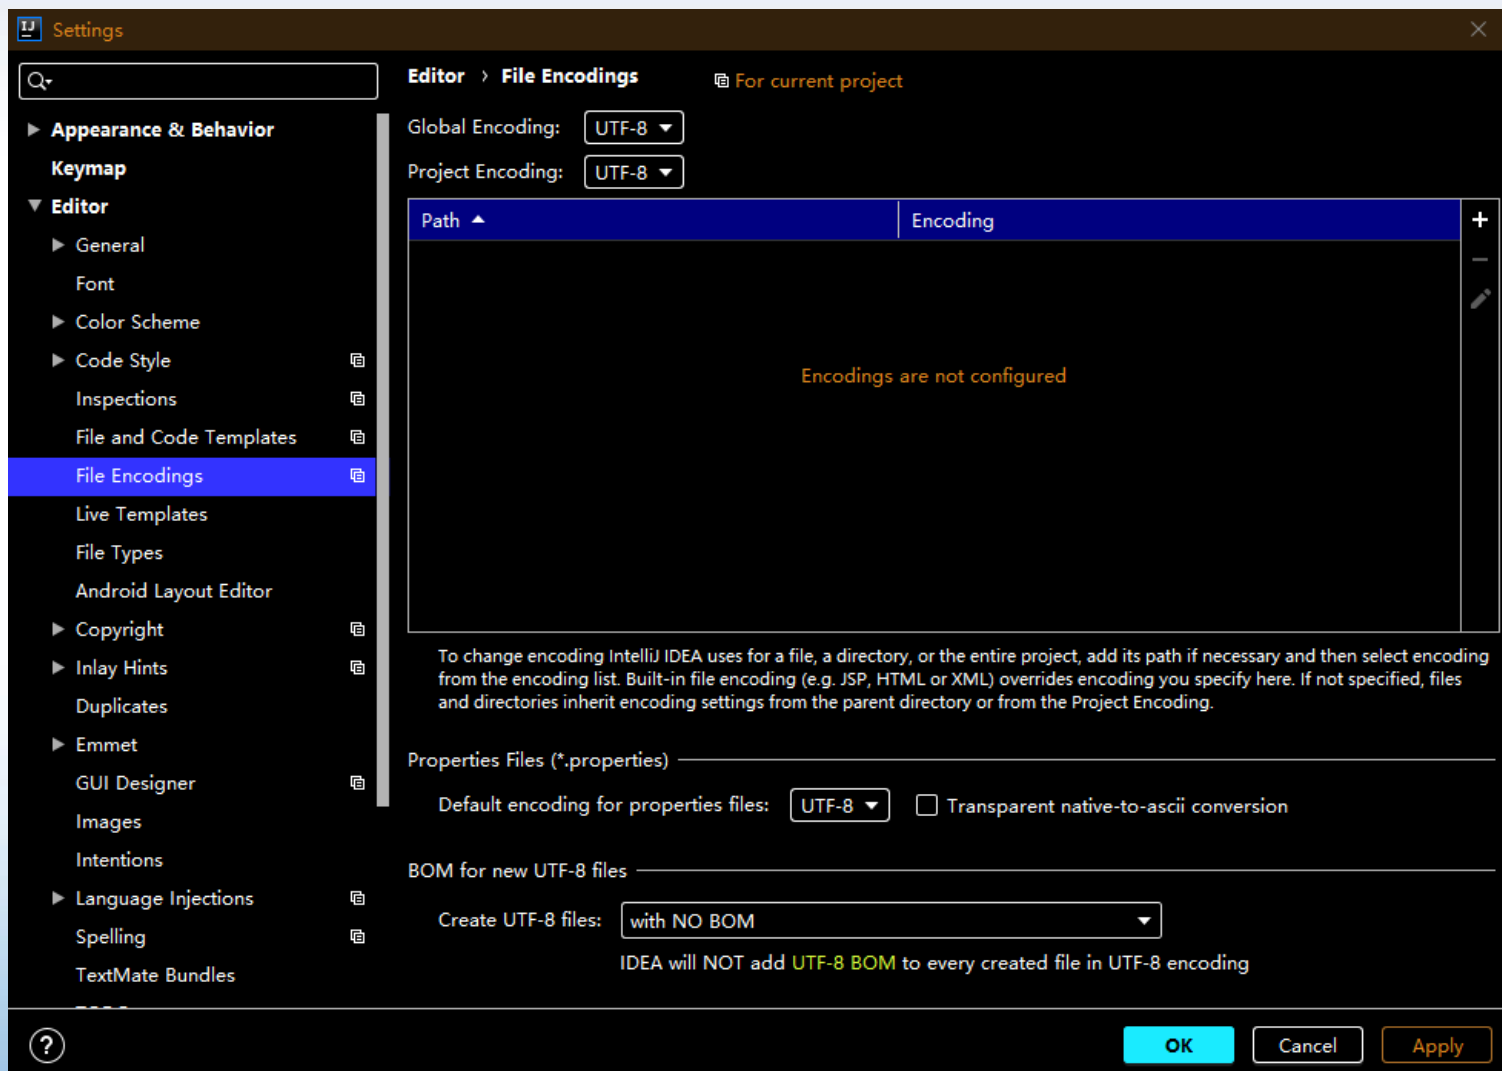 Settings
Editor › File Encodings
For current project
Appearance & Behavior
Keymap
Editor
General
Font
Color Scheme
Code Style
Inspections
File and Code Templates
File Encodings
Live Templates
File Types
Android Layout Editor
Copyright
Inlay Hints
Duplicates
Emmet
GUI Designer
Images
Intentions
Language Injections
Spelling
TextMate Bundles
Global Encoding: UTF-8
Project Encoding: UTF-8
Path Encoding
Encodings are not configured
To change encoding IntelliJ IDEA uses for a file, a directory, or the entire project, add its path if necessary and then select encoding
from the encoding list. Built-in file encoding (e.g. JSP, HTML or XML) overrides encoding you specify here. If not specified, files
and directories inherit encoding settings from the parent directory or from the Project Encoding.
Properties Files (*.properties)
Default encoding for properties files: UTF-8 Transparent native-to-ascii conversion
BOM for new UTF-8 files
Create UTF-8 files: with NO BOM
IDEA will NOT add UTF-8 BOM to every created file in UTF-8 encoding
? OK Cancel Apply